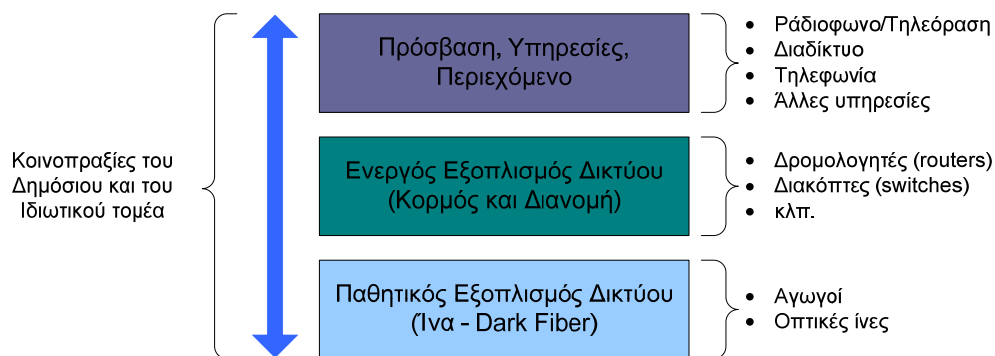 Κοινοπραξίες του
Δημόσιου και του
Ιδιωτικού τομέα
Πρόσβαση, Υπηρεσίες,
Περιεχόμενο
• Ράδιοφωνο/Τηλεόραση
• Διαδίκτυο
• Τηλεφωνία
• Άλλες υπηρεσίες
Ενεργός Εξοπλισμός Δικτύου
(Κορμός και Διανομή)
• Δρομολογητές (routers)
• Διακόπτες (switches)
• κλπ.
Παθητικός Εξοπλισμός Δικτύου
(Ίνα - Dark Fiber)
• Αγωγοί
• Οπτικές ίνες